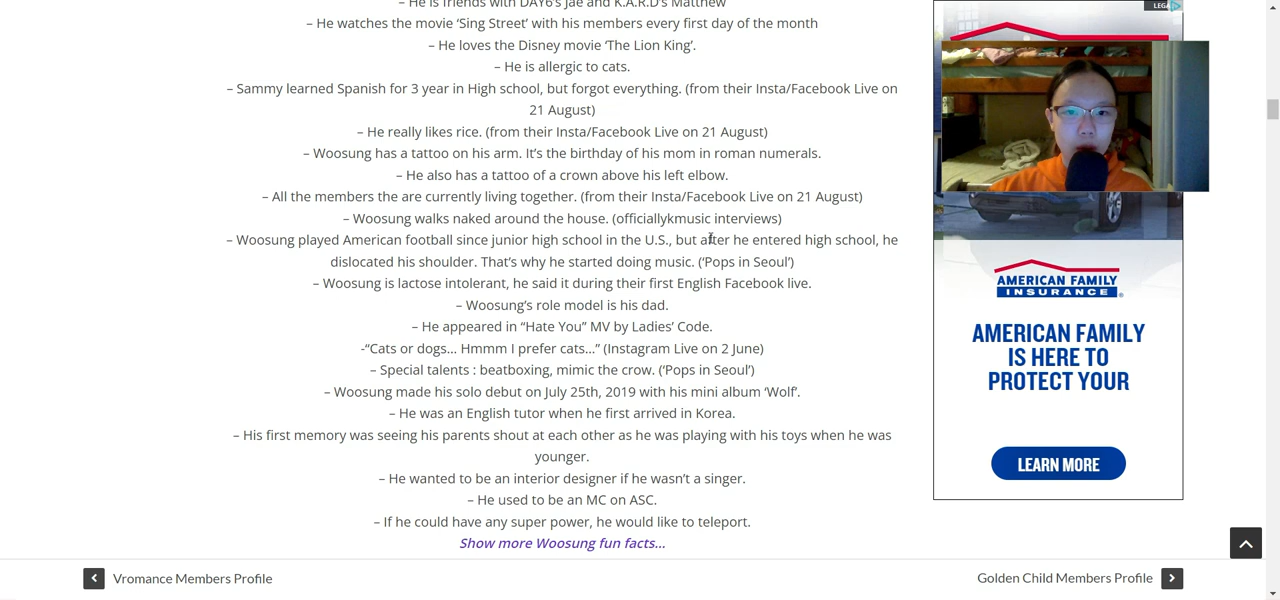 – He is friends with DAY6's Jae and K.A.R.D's Matthew
– He watches the movie ‘Sing Street’ with his members every first day of the month
– He loves the Disney movie ‘The Lion King’.
– He is allergic to cats.
– Sammy learned Spanish for 3 year in High school, but forgot everything. (from their Insta/Facebook Live on
21 August)
– He really likes rice. (from their Insta/Facebook Live on 21 August)
– Woosung has a tattoo on his arm. It’s the birthday of his mom in roman numerals.
– He also has a tattoo of a crown above his left elbow.
– All the members the are currently living together. (from their Insta/Facebook Live on 21 August)
– Woosung walks naked around the house. (officiallykmusic interviews)
– Woosung played American football since junior high school in the U.S., but after he entered high school, he
dislocated his shoulder. That’s why he started doing music. (‘Pops in Seoul’)
– Woosung is lactose intolerant, he said it during their first English Facebook live.
– Woosung’s role model is his dad.
– He appeared in “Hate You” MV by Ladies’ Code.
-“Cats or dogs… Hmmm I prefer cats…” (Instagram Live on 2 June)
– Special talents : beatboxing, mimic the crow. (‘Pops in Seoul’)
– Woosung made his solo debut on July 25th, 2019 with his mini album ‘Wolf’.
– He was an English tutor when he first arrived in Korea.
– His first memory was seeing his parents shout at each other as he was playing with his toys when he was
younger.
– He wanted to be an interior designer if he wasn’t a singer.
– He used to be an MC on ASC.
– If he could have any super power, he would like to teleport.
Show more Woosung fun facts…
Vromance Members Profile
Golden Child Members Profile
AMERICAN FAMILY
INSURANCE
AMERICAN FAMILY
IS HERE TO
PROTECT YOUR
LEARN MORE